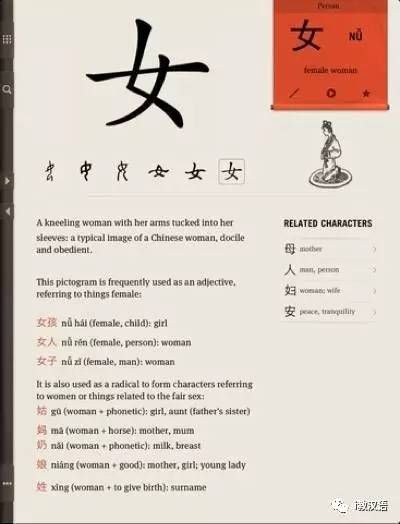 Person
女 nǚ
female woman
女
女
A kneeling woman with her arms tucked into her
sleeves: a typical image of a Chinese woman, docile
and obedient.
This pictogram is frequently used as an adjective,
referring to things female:
女孩 nǚ hái (female, child): girl
女人 nǚ rén (female, person): woman
女子 nǚ zǐ (female, man): woman
It is also used as a radical to form characters referring
to women or things related to the fair sex:
姑 gū (woman + phonetic): girl, aunt (father's sister)
妈 mā (woman + horse): mother, mum
奶 nǎi (woman + phonetic): milk, breast
娘 niáng (woman + good): mother, girl; young lady
姓 xìng (woman + to give birth): surname
RELATED CHARACTERS
母 mother
人 man, person
妇 woman; wife
安 peace, tranquility
i教汉语